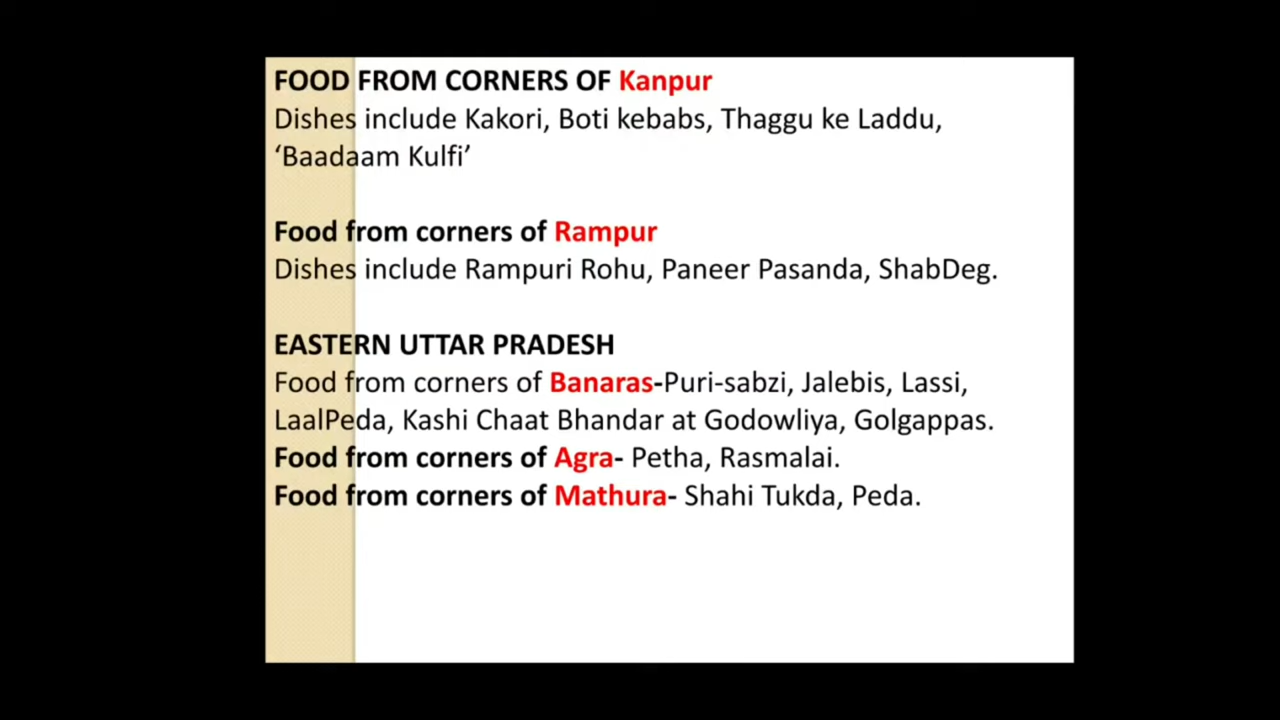 FOOD FROM CORNERS OF Kanpur
Dishes include Kakori, Boti kebabs, Thaggu ke Laddu,
‘Baadaam Kulfi’
Food from corners of Rampur
Dishes include Rampuri Rohu, Paneer Pasanda, ShabDeg.
EASTERN UTTAR PRADESH
Food from corners of Banaras-Puri-sabzi, Jalebis, Lassi,
LaalPeda, Kashi Chaat Bhandar at Godowliya, Golgappas.
Food from corners of Agra- Petha, Rasmalai.
Food from corners of Mathura- Shahi Tukda, Peda.